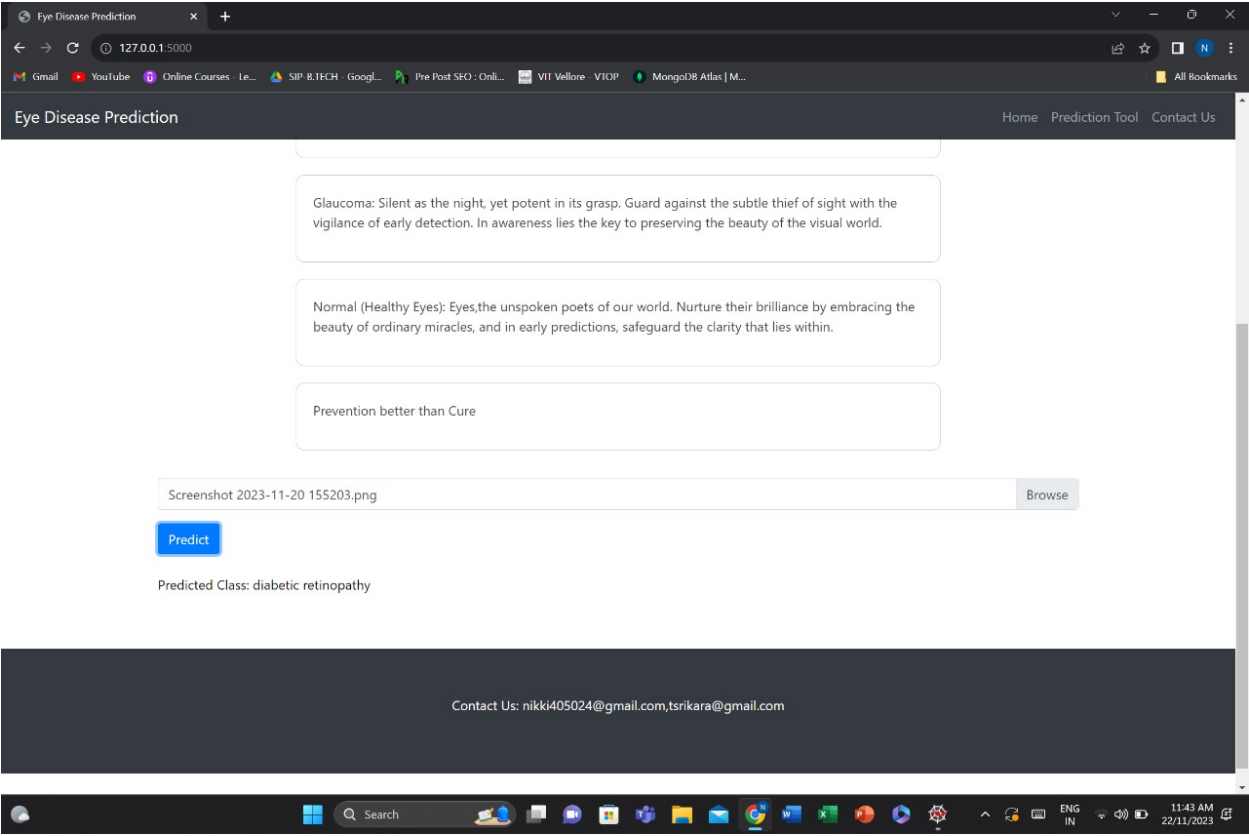 Eye Disease Prediction
127.0.0.1:5000
N
Gmail YouTube Online Courses - Le... SIP-B.TECH - Googl... Pre Post SEO : Onli... VIT Vellore - VTOP MongoDB Atlas | M... All Bookmarks
Eye Disease Prediction Home Prediction Tool Contact Us
Glaucoma: Silent as the night, yet potent in its grasp. Guard against the subtle thief of sight with the
vigilance of early detection. In awareness lies the key to preserving the beauty of the visual world.
Normal (Healthy Eyes): Eyes,the unspoken poets of our world. Nurture their brilliance by embracing the
beauty of ordinary miracles, and in early predictions, safeguard the clarity that lies within.
Prevention better than Cure
Screenshot 2023-11-20 155203.png Browse
Predict
Predicted Class: diabetic retinopathy
Contact Us: nikki405024@gmail.com,tsrikara@gmail.com
Search
ENG
IN
11:43 AM
22/11/2023